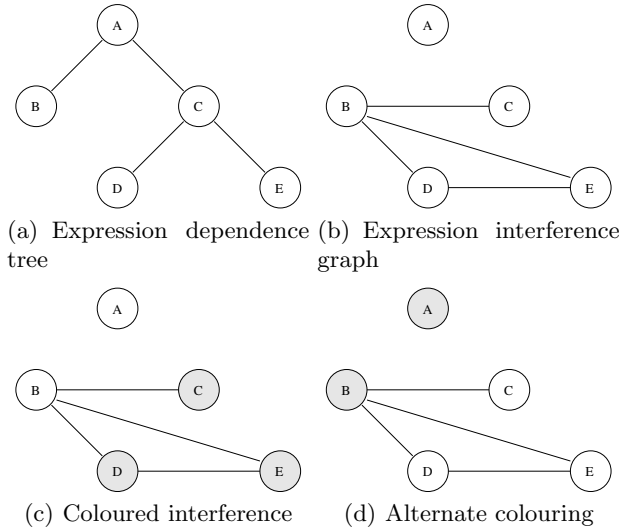 A
A
B
C
B
C
D
E
D
E
(a) Expression dependence tree
(b) Expression interference graph
A
A
B
C
B
C
D
E
D
E
(c) Coloured interference
(d) Alternate colouring